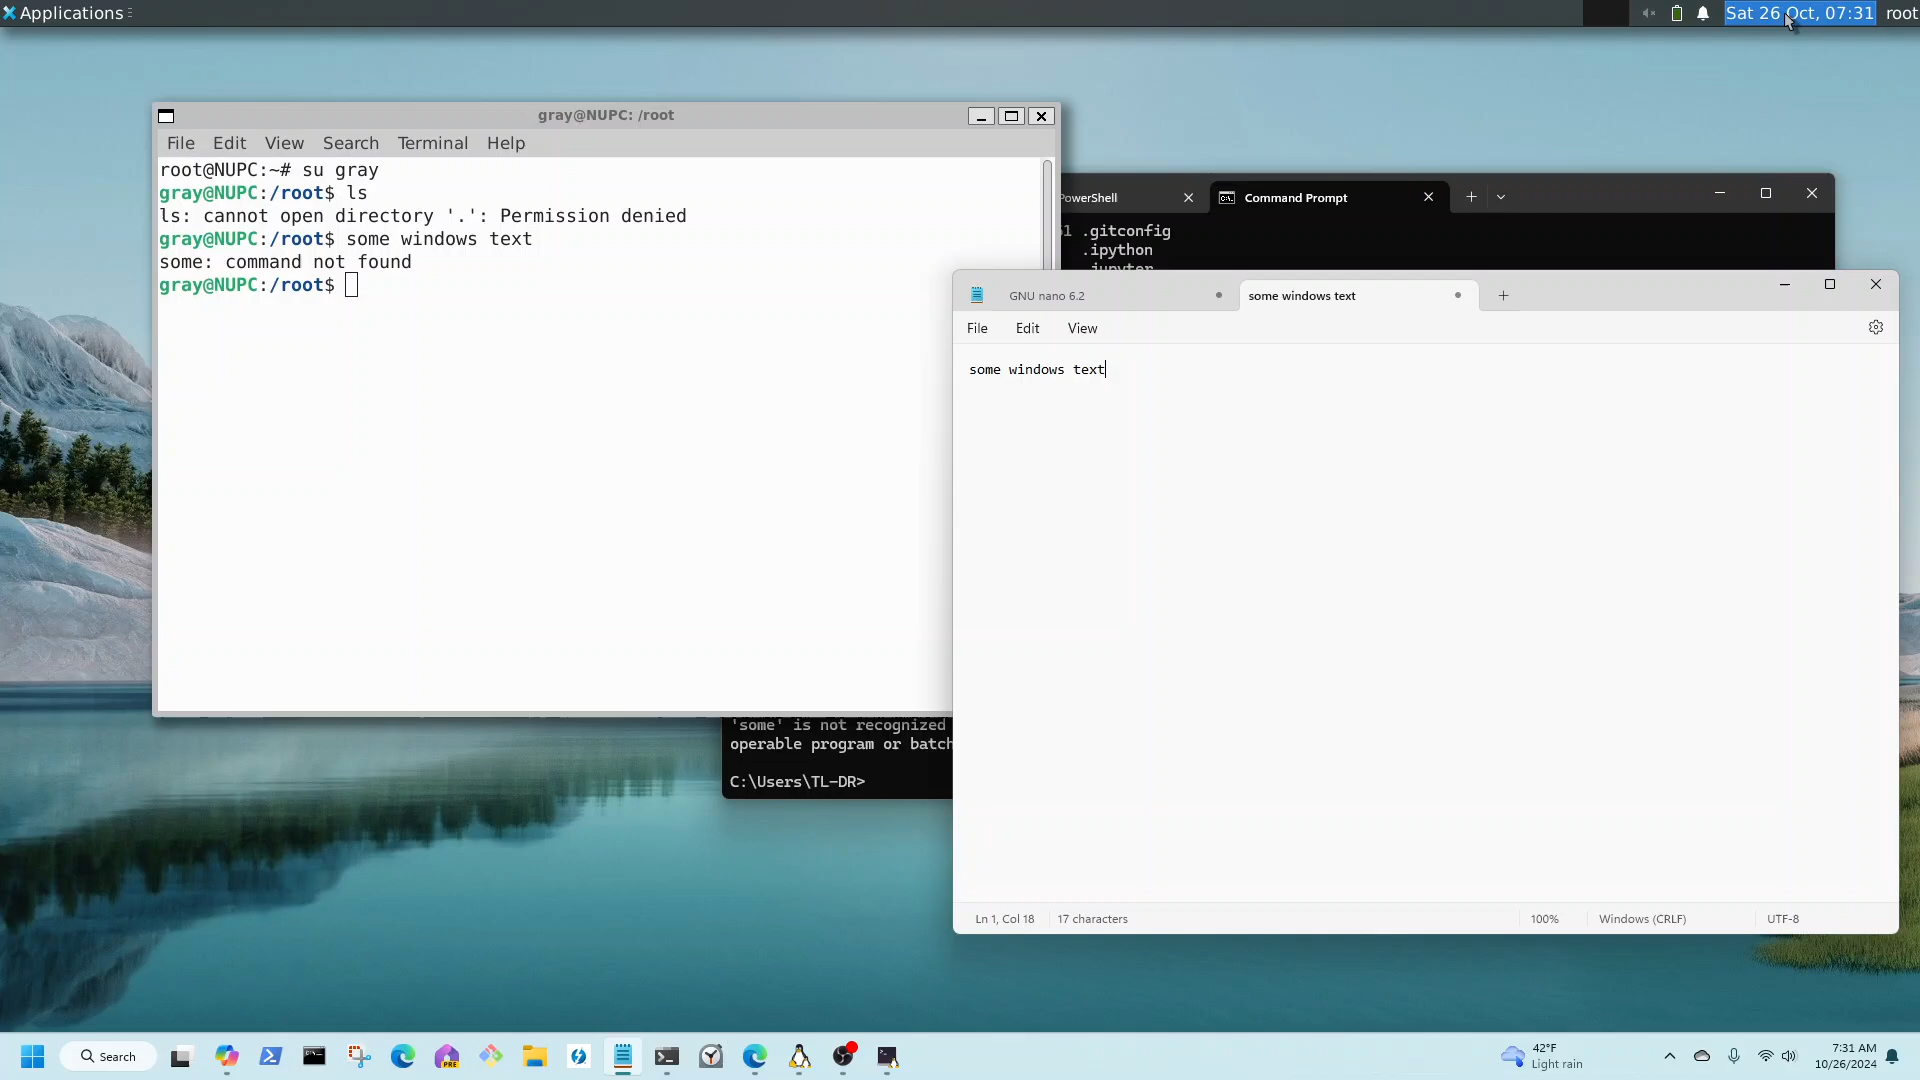 Applications
Sat 26 Oct, 07:31 root
gray@NUPC: /root
File Edit View Search Terminal Help
root@NUPC:~# su gray
gray@NUPC:/root$ ls
ls: cannot open directory '.': Permission denied
gray@NUPC:/root$ some windows text
some: command not found
gray@NUPC:/root$
PowerShell
Command Prompt
.gitconfig
.ipython
.jupyter
GNU nano 6.2
some windows text
File Edit View
some windows text
Ln 1, Col 18 17 characters 100% Windows (CRLF) UTF-8
'some' is not recognized
operable program or batch
C:\Users\TL-DR>
Search
PRE
42°F
Light rain
7:31 AM
10/26/2024